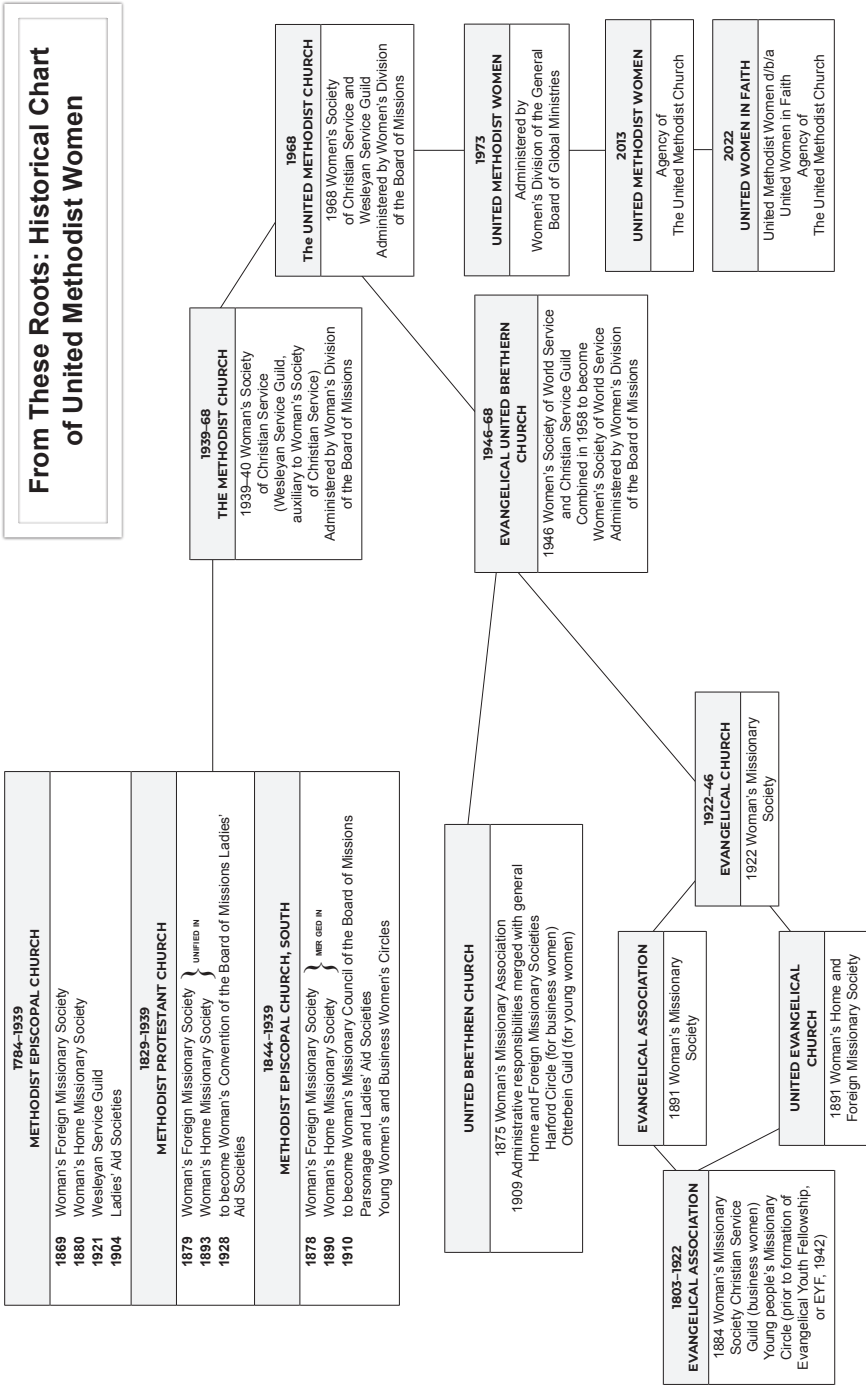 From These Roots: Historical Chart
of United Methodist Women
1784–1939
METHODIST EPISCOPAL CHURCH
1869 Woman's Foreign Missionary Society
1880 Woman's Home Missionary Society
1921 Wesleyan Service Guild
1904 Ladies' Aid Societies
1829–1939
METHODIST PROTESTANT CHURCH
1879 Woman's Foreign Missionary Society
1893 Woman's Home Missionary Society
} UNIFIED IN
1928 to become Woman's Convention of the Board of Missions Ladies'
Aid Societies
1844–1939
METHODIST EPISCOPAL CHURCH, SOUTH
1878 Woman's Foreign Missionary Society
1890 Woman's Home Missionary Society
} MER GED IN
1910 to become Woman's Missionary Council of the Board of Missions
Parsonage and Ladies' Aid Societies
Young Women's and Business Women's Circles
1939–68
THE METHODIST CHURCH
1939–40 Woman's Society
of Christian Service
(Wesleyan Service Guild,
auxiliary to Woman's Society
of Christian Service)
Administered by Woman's Division
of the Board of Missions
1968
The UNITED METHODIST CHURCH
1968 Women's Society
of Christian Service and
Wesleyan Service Guild
Administered by Women's Division
of the Board of Missions
UNITED BRETHREN CHURCH
1875 Woman's Missionary Association
1909 Administrative responsibilities merged with general
Home and Foreign Missionary Societies
Harford Circle (for business women)
Otterbein Guild (for young women)
1946–68
EVANGELICAL UNITED BRETHERN
CHURCH
1946 Women's Society of World Service
and Christian Service Guild
Combined in 1958 to become
Women's Society of World Service
Administered by Women's Division
of the Board of Missions
1973
UNITED METHODIST WOMEN
Administered by
Women's Division of the General
Board of Global Ministries
2013
UNITED METHODIST WOMEN
Agency of
The United Methodist Church
2022
UNITED WOMEN IN FAITH
United Methodist Women d/b/a
United Women in Faith
Agency of
The United Methodist Church
1803–1922
EVANGELICAL ASSOCIATION
1884 Woman's Missionary
Society Christian Service
Guild (business women)
Young people's Missionary
Circle (prior to formation of
Evangelical Youth Fellowship,
or EYF, 1942)
EVANGELICAL ASSOCIATION
1891 Woman's Missionary
Society
UNITED EVANGELICAL
CHURCH
1891 Woman's Home and
Foreign Missionary Society
1922–46
EVANGELICAL CHURCH
1922 Woman's Missionary
Society